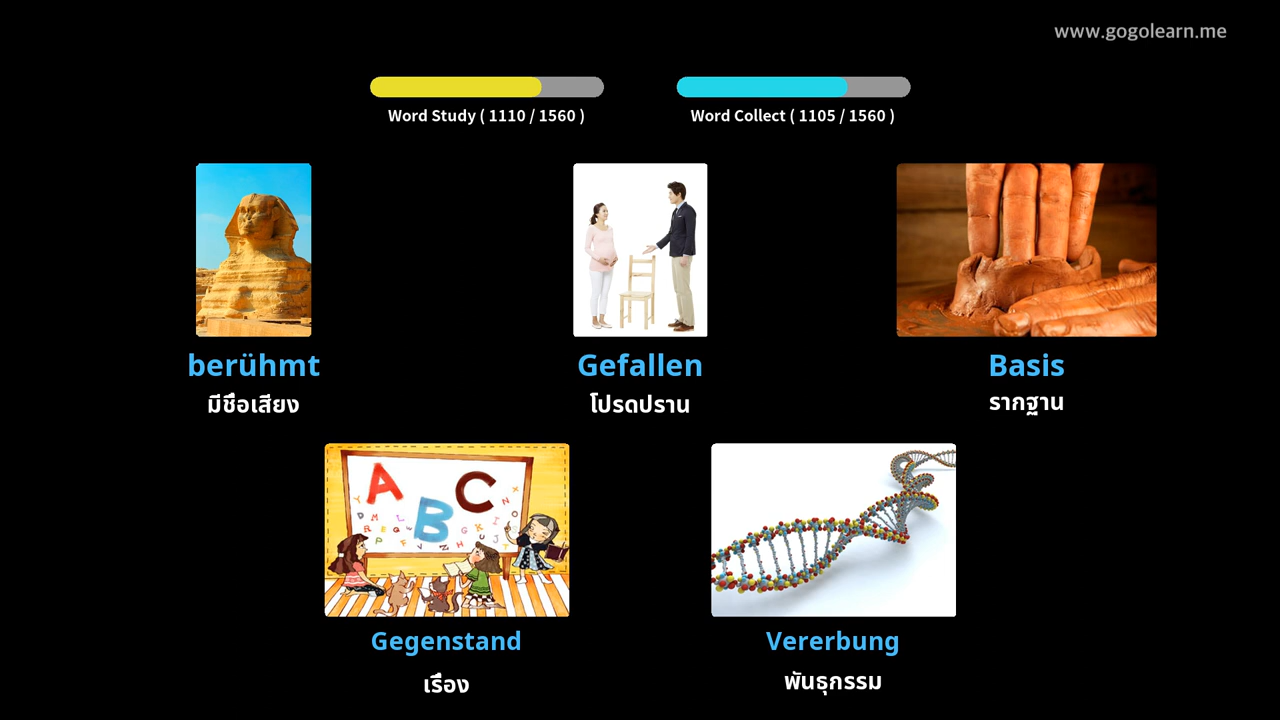 www.gogolearn.me
Word Study ( 1110 / 1560 )
Word Collect ( 1105 / 1560 )
berühmt
Gefallen
Basis
มีชื่อเสียง
โปรดปราน
รากฐาน
A B C
Gegenstand
Vererbung
เรื่อง
พันธุกรรม